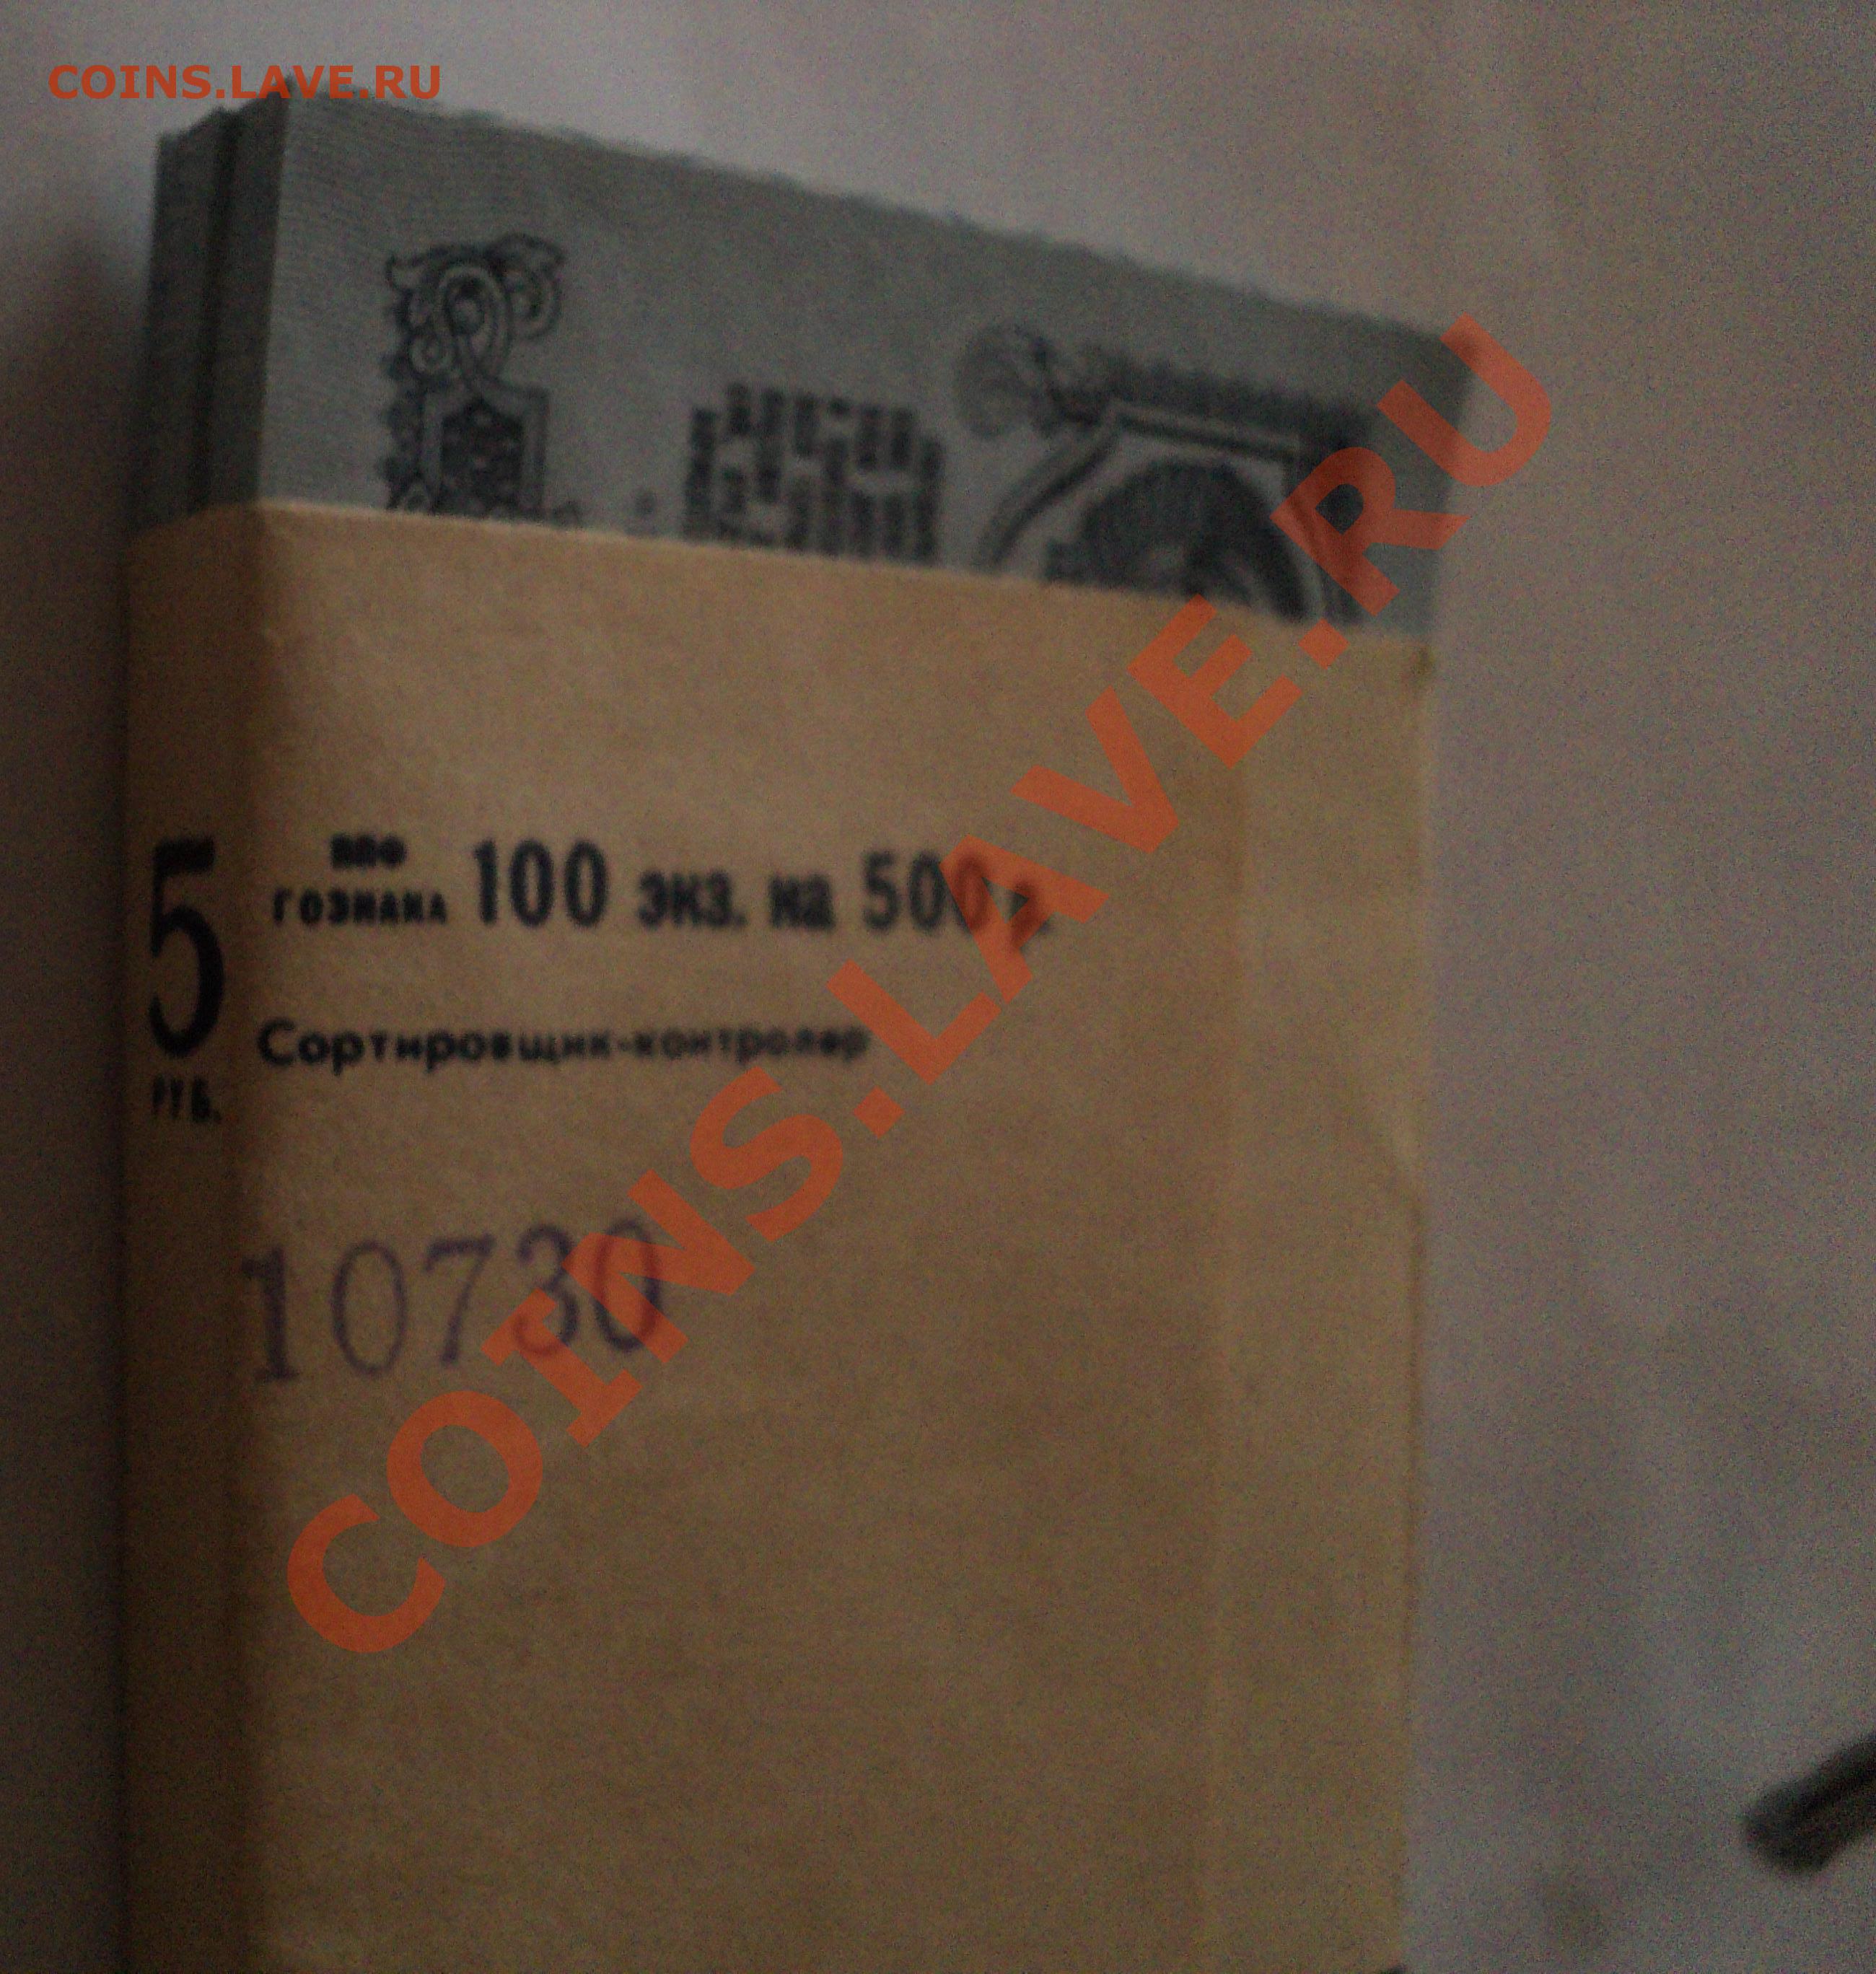 COINS.LAVE.RU
5
РУБ.
ППФ
ГОЗНАКА 100 экз. на 500 р.
Сортировщик-контролер
10730
COINS.LAVE.RU